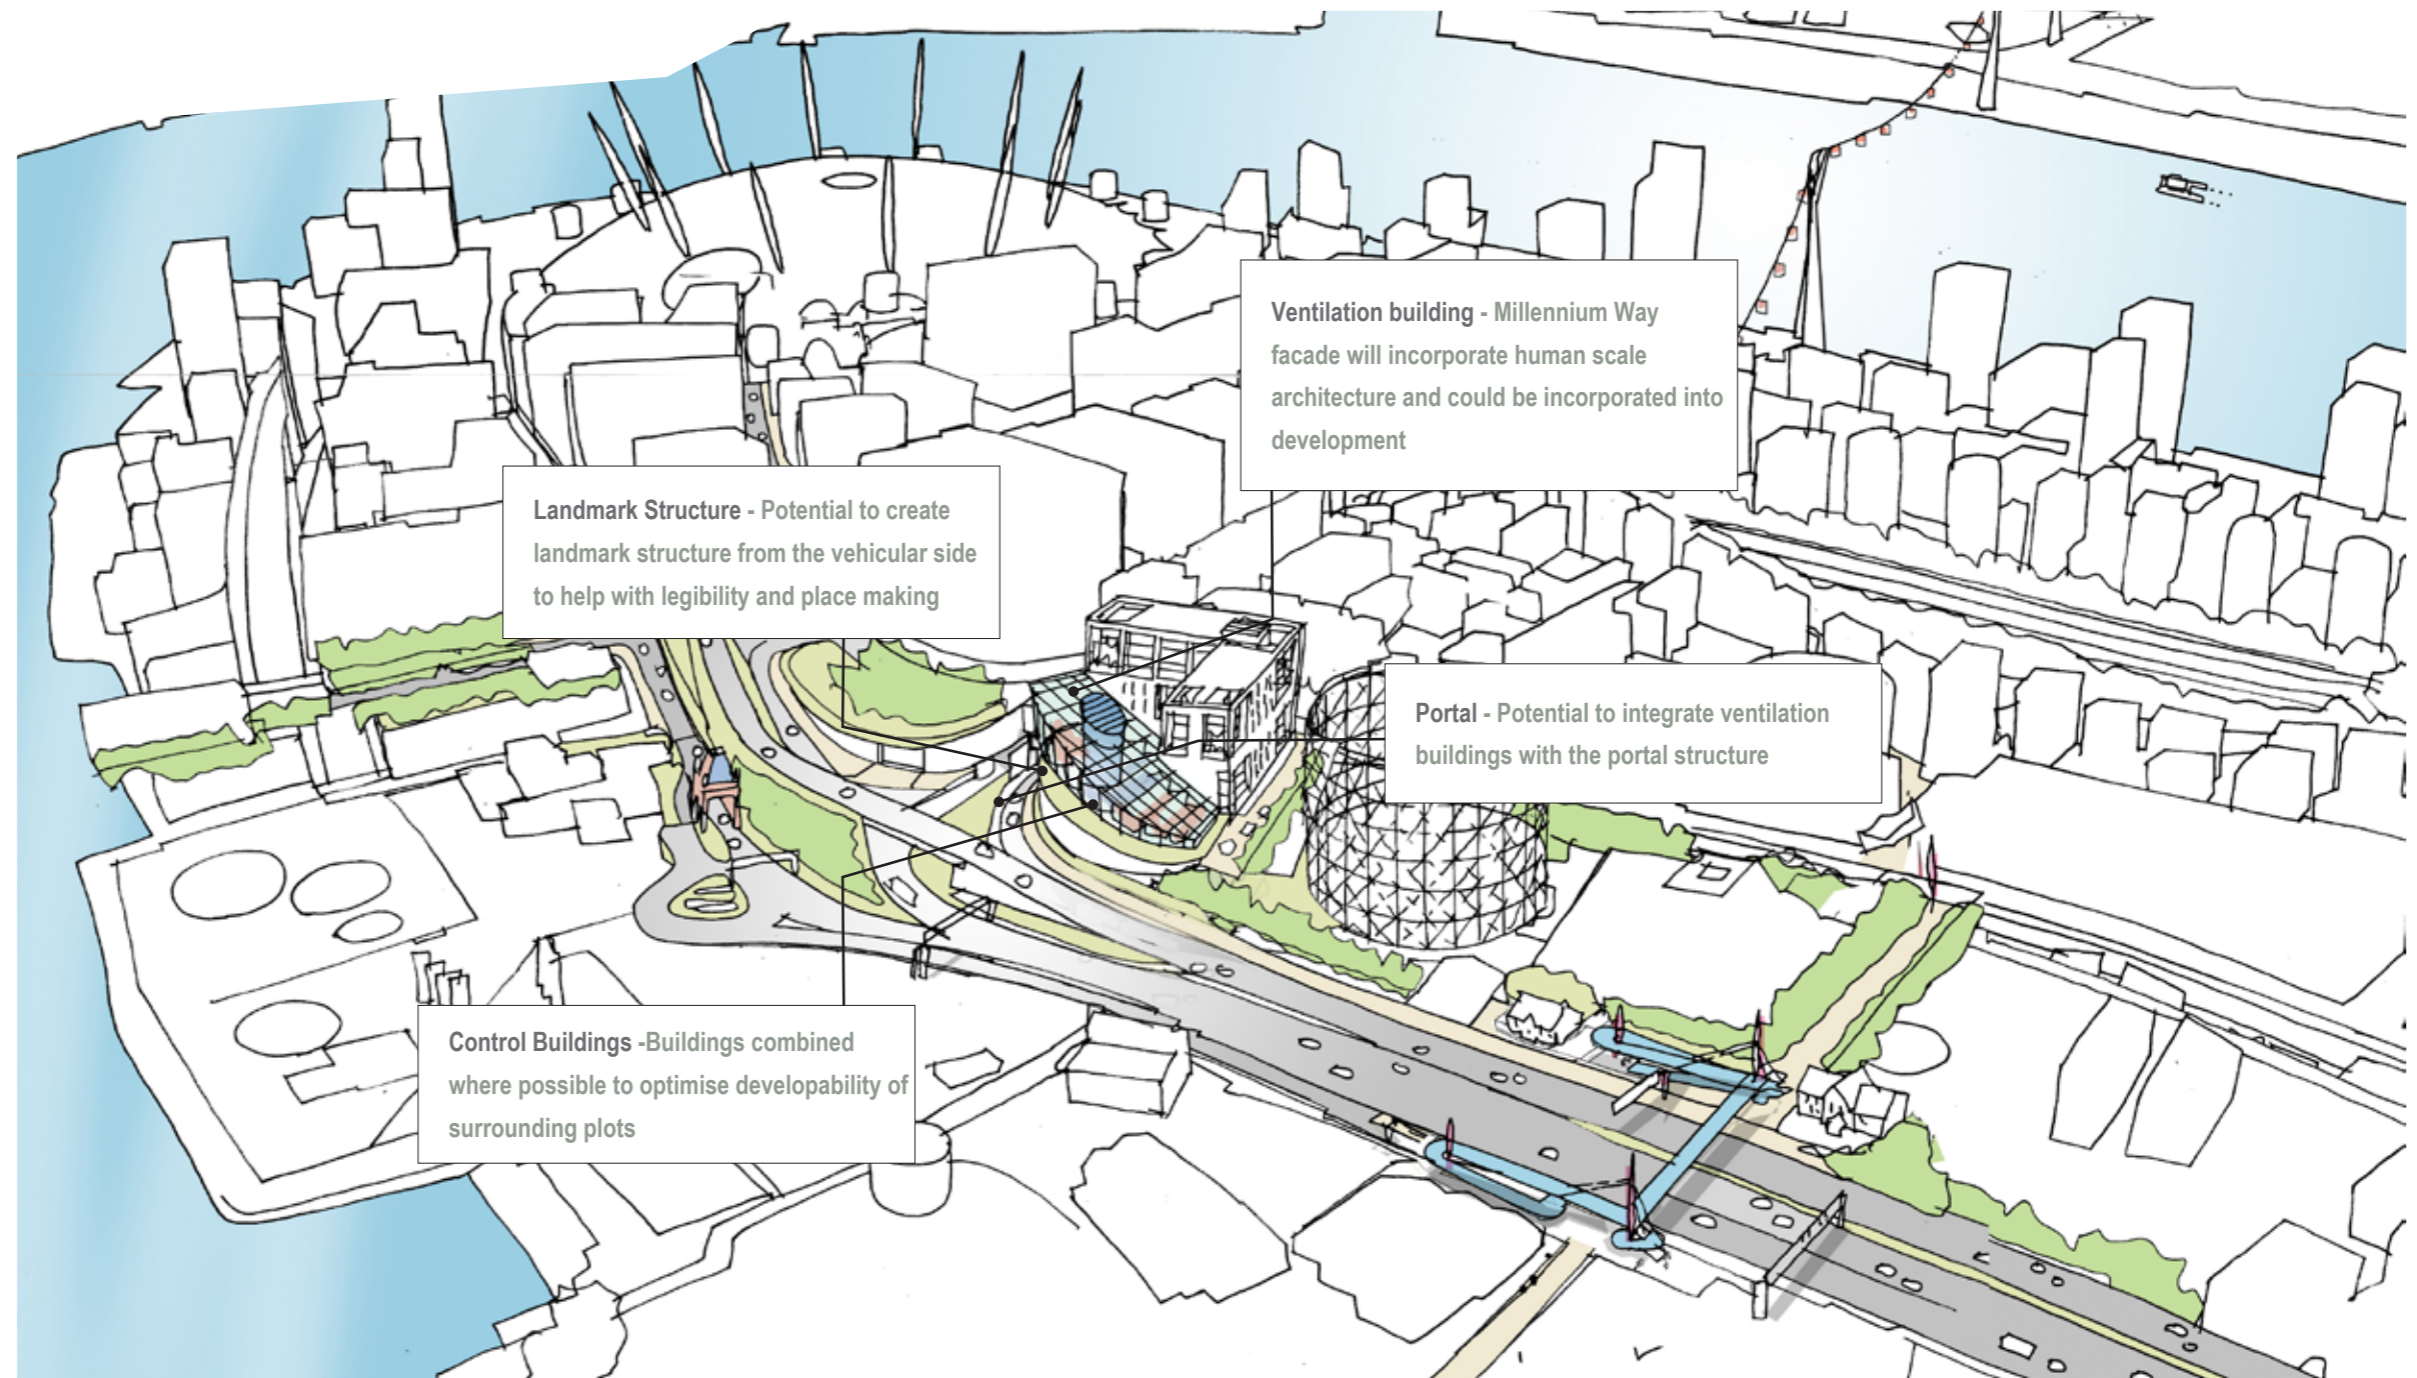 Ventilation building - Millennium Way
facade will incorporate human scale
architecture and could be incorporated into
development
Landmark Structure - Potential to create
landmark structure from the vehicular side
to help with legibility and place making
Portal - Potential to integrate ventilation
buildings with the portal structure
Control Buildings -Buildings combined
where possible to optimise developability of
surrounding plots